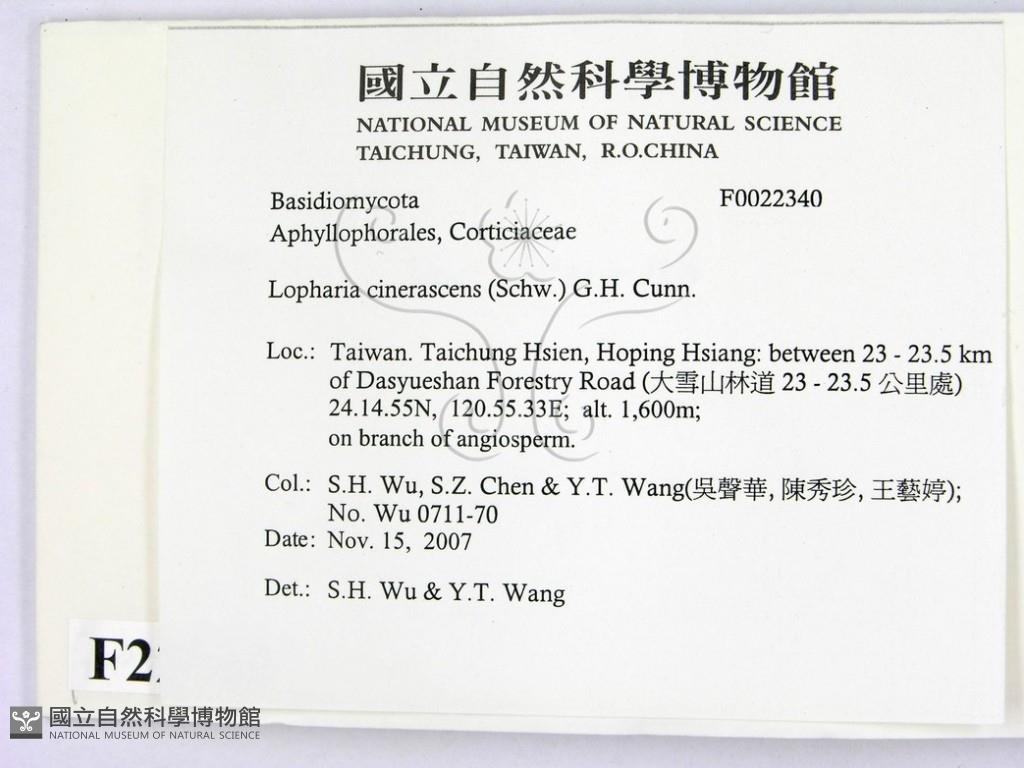 國立自然科學博物館
NATIONAL MUSEUM OF NATURAL SCIENCE
TAICHUNG, TAIWAN, R.O.CHINA
Basidiomycota F0022340
Aphyllophorales, Corticiaceae
Lopharia cinerascens (Schw.) G.H. Cunn.
Loc.: Taiwan. Taichung Hsien, Hoping Hsiang: between 23 - 23.5 km
of Dasyueshan Forestry Road (大雪山林道 23 - 23.5 公里處)
24.14.55N, 120.55.33E; alt. 1,600m;
on branch of angiosperm.
Col.: S.H. Wu, S.Z. Chen & Y.T. Wang(吳聲華, 陳秀珍, 王藝婷);
No. Wu 0711-70
Date: Nov. 15, 2007
Det.: S.H. Wu & Y.T. Wang
國立自然科學博物館
NATIONAL MUSEUM OF NATURAL SCIENCE